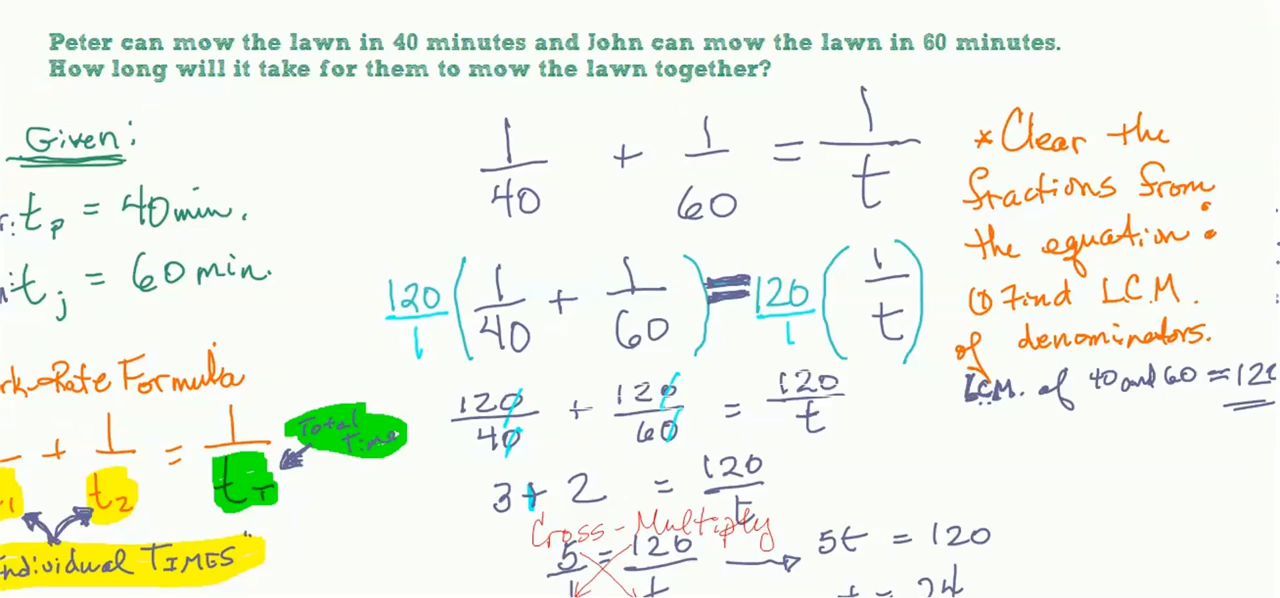 Peter can mow the lawn in 40 minutes and John can mow the lawn in 60 minutes.
How long will it take for them to mow the lawn together?
Given:
r: tₚ = 40 min.
: tⱼ = 60 min.
rk-Rate Formula
+ 1/t₂ = 1/t_T
Total
Time
Individual TIMES"
1/40 + 1/60 = 1/t
120/1 (1/40 + 1/60) = 120/1 (1/t)
120/40 + 120/60 = 120/t
3 + 2 = 120/t
Cross-Multiply
5/1 = 120/t → 5t = 120
t = 24
* Clear the
fractions from
the equation:
① Find L.C.M.
of denominators.
L.C.M. of 40 and 60 = 120